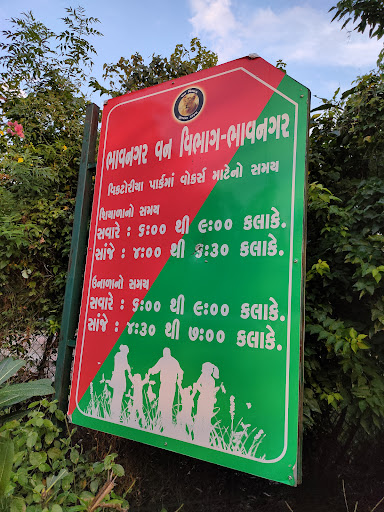 ભાવનગર વન વિભાગ-ભાવનગર
વિક્ટોરીયા પાર્કમાં વોકર્સ માટેનો સમય
શિયાળાનો સમય
સવારે : ૬:૦૦ થી ૯:૦૦ કલાકે.
સાંજે : ૪:૦૦ થી ૬:૩૦ કલાકે.
ઉનાળાનો સમય
સવારે : ૬:૦૦ થી ૯:૦૦ કલાકે.
સાંજે : ૪:૩૦ થી ૭:૦૦ કલાકે.